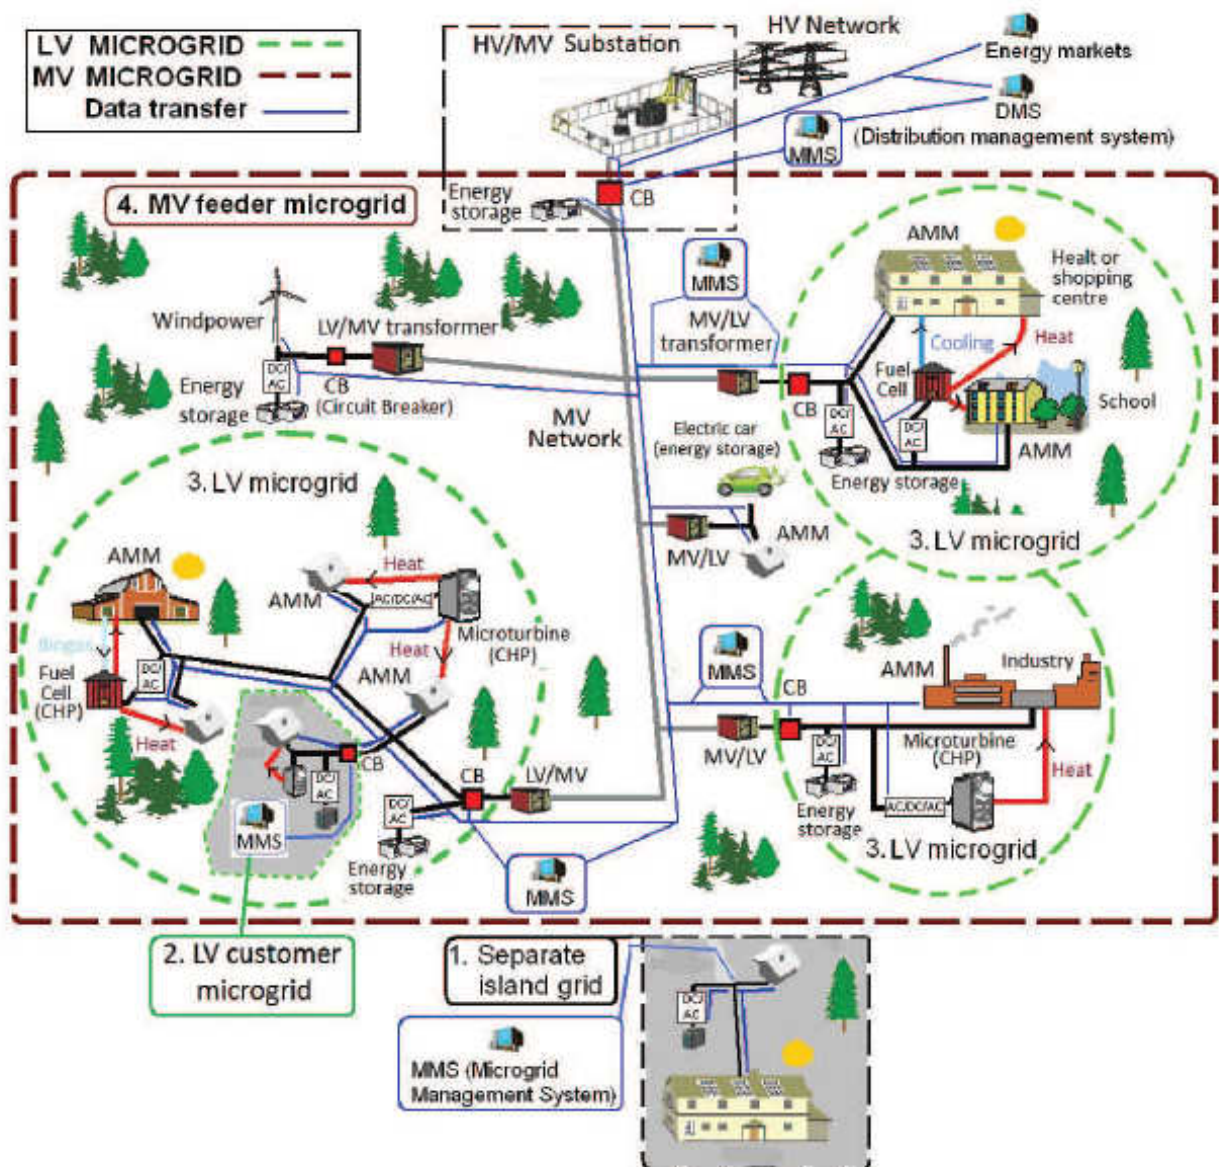 LV MICROGRID
MV MICROGRID
Data transfer
HV/MV Substation
HV Network
Energy markets
DMS
(Distribution management system)
MMS
4. MV feeder microgrid
Energy
storage
CB
Windpower
LV/MV transformer
DC/
AC
Energy
storage
CB
(Circuit Breaker)
MMS
MV/LV
transformer
MV
Network
AMM
Healt or
shopping
centre
Cooling
Heat
Fuel
Cell
CB
School
DC/
AC
DC/
AC
AMM
Energy storage
3. LV microgrid
Electric car
(energy storage)
AMM
MV/LV
3. LV microgrid
AMM
Heat
AMM
AC/DC/AC
Microturbine
(CHP)
Heat
AMM
Biogas
Fuel
Cell
(CHP)
DC/
AC
Heat
CB
DC/
AC
MMS
CB
LV/MV
DC/
AC
Energy
storage
MMS
MMS
CB
AMM
Industry
MV/LV
Microturbine
(CHP)
DC/
AC
Heat
AC/DC/AC
Energy
storage
3. LV microgrid
2. LV customer
microgrid
1. Separate
island grid
DC/
AC
MMS (Microgrid
Management System)